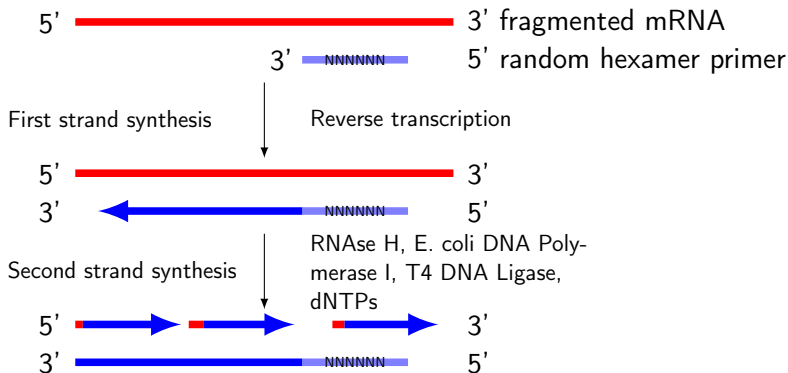 5' 3' fragmented mRNA
3' NNNNNN 5' random hexamer primer
First strand synthesis Reverse transcription
5' 3'
3' NNNNNN 5'
RNAse H, E. coli DNA Poly-
Second strand synthesis merase I, T4 DNA Ligase,
dNTPs
5' 3'
3' NNNNNN 5'